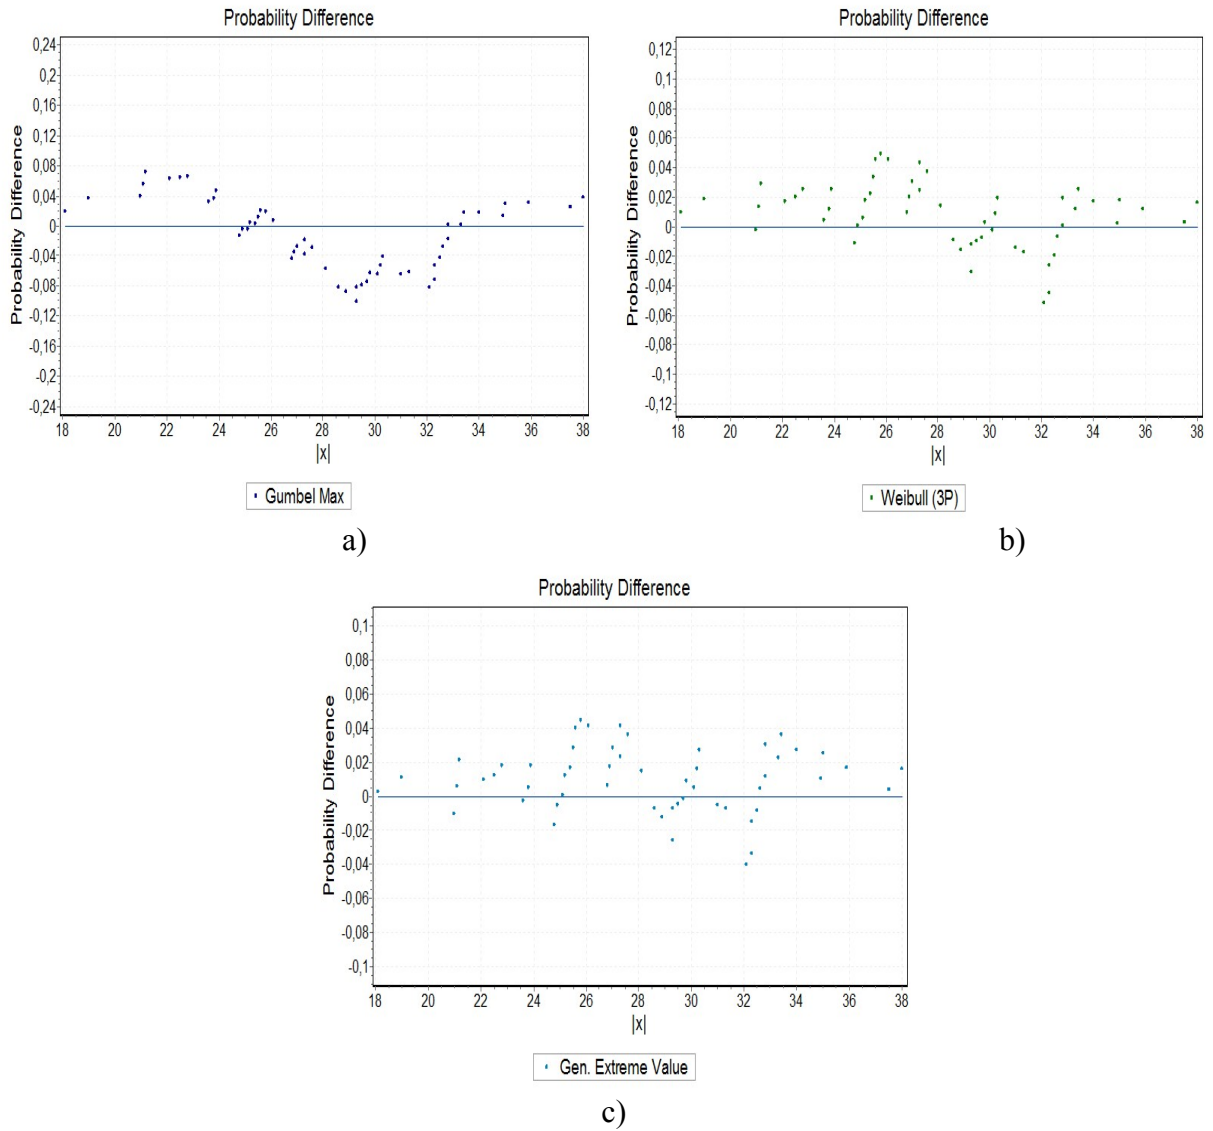 Probability Difference
0,24
0,2
0,16
0,12
0,08
0,04
0
-0,04
-0,08
-0,12
-0,16
-0,2
-0,24
Probability Difference
18 20 22 24 26 28 30 32 34 36 38
|x|
Gumbel Max
a)
Probability Difference
0,12
0,1
0,08
0,06
0,04
0,02
0
-0,02
-0,04
-0,06
-0,08
-0,1
-0,12
Probability Difference
18 20 22 24 26 28 30 32 34 36 38
|x|
Weibull (3P)
b)
Probability Difference
0,1
0,08
0,06
0,04
0,02
0
-0,02
-0,04
-0,06
-0,08
-0,1
Probability Difference
18 20 22 24 26 28 30 32 34 36 38
|x|
Gen. Extreme Value
c)